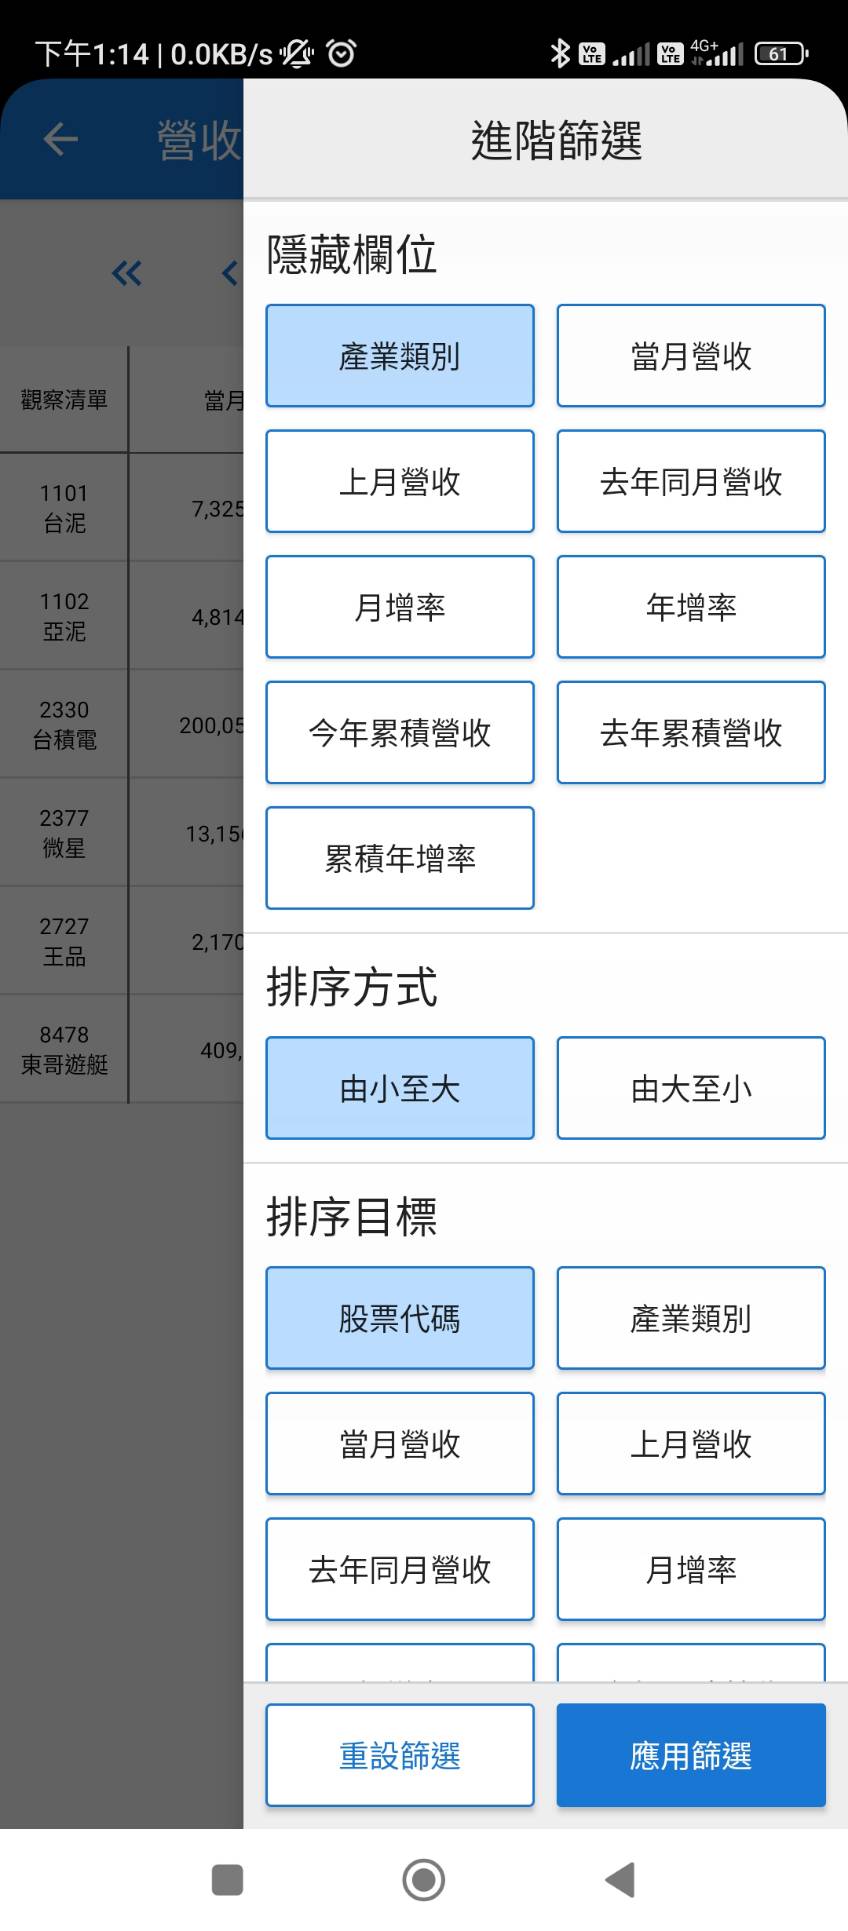 下午1:14 | 0.0KB/s
Vo LTE
Vo LTE
4G+
61
營收
進階篩選
隱藏欄位
產業類別
當月營收
上月營收
去年同月營收
月增率
年增率
今年累積營收
去年累積營收
累積年增率
排序方式
由小至大
由大至小
排序目標
股票代碼
產業類別
當月營收
上月營收
去年同月營收
月增率
重設篩選
應用篩選
觀察清單
當月
1101
台泥
7,325
1102
亞泥
4,814
2330
台積電
200,05
2377
微星
13,15
2727
王品
2,170
8478
東哥遊艇
409,